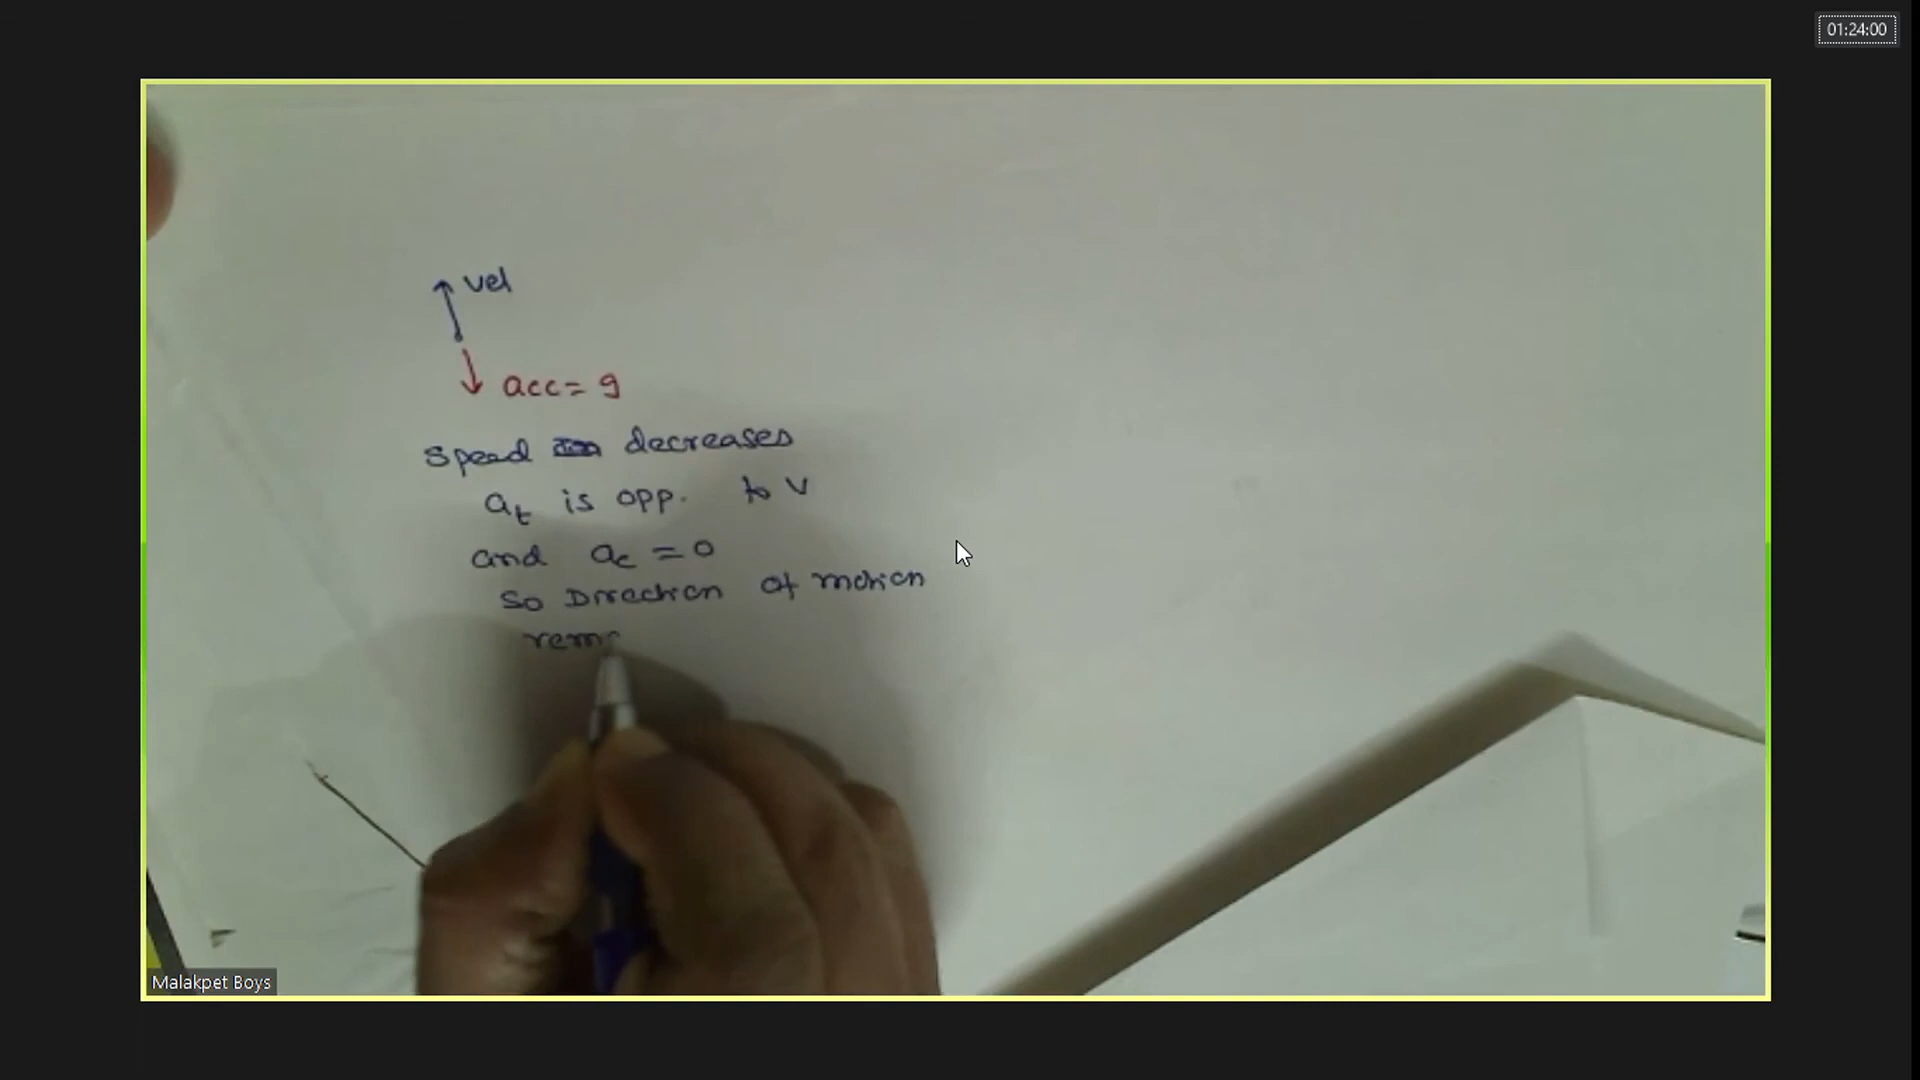 01:24:00
vel
acc = g
speed decreases
at is opp. to v
and ac = 0
so Direction of motion
Malakpet Boys